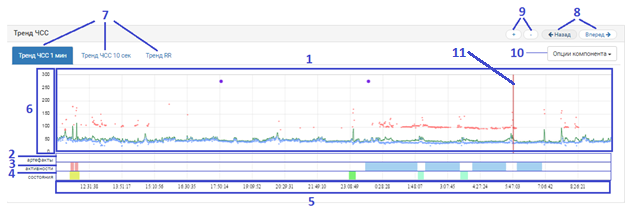 7
9
8
Тренд ЧСС
+ - ← Назад Вперед →
Тренд ЧСС 1 мин Тренд ЧСС 10 сек Тренд RR
11
10
Опции компонента
1
300
250
200
150
100
50
0
6
2
артефакты
3
активности
4
состояния
12:31:38 13:51:17 15:10:56 16:30:35 17:50:14 19:09:52 20:29:31 21:49:10 23:08:49 0:28:28 1:48:07 3:07:45 4:27:24 5:47:03 7:06:42 8:26:21
5